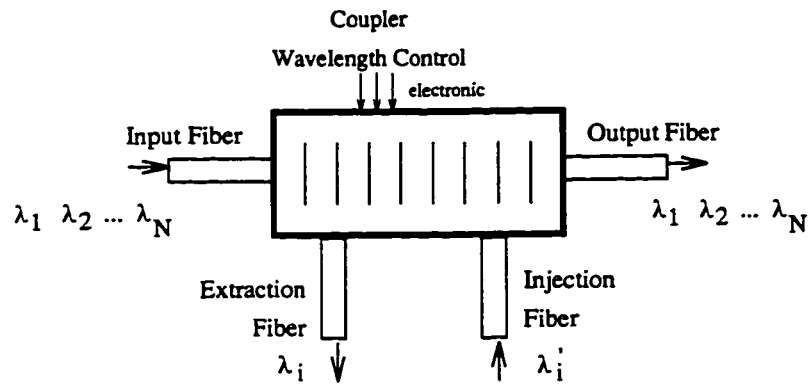 Coupler
Wavelength Control
electronic
Input Fiber
Output Fiber
λ1 λ2 ... λN
λ1 λ2 ... λN
Extraction
Fiber
λi
Injection
Fiber
λi'